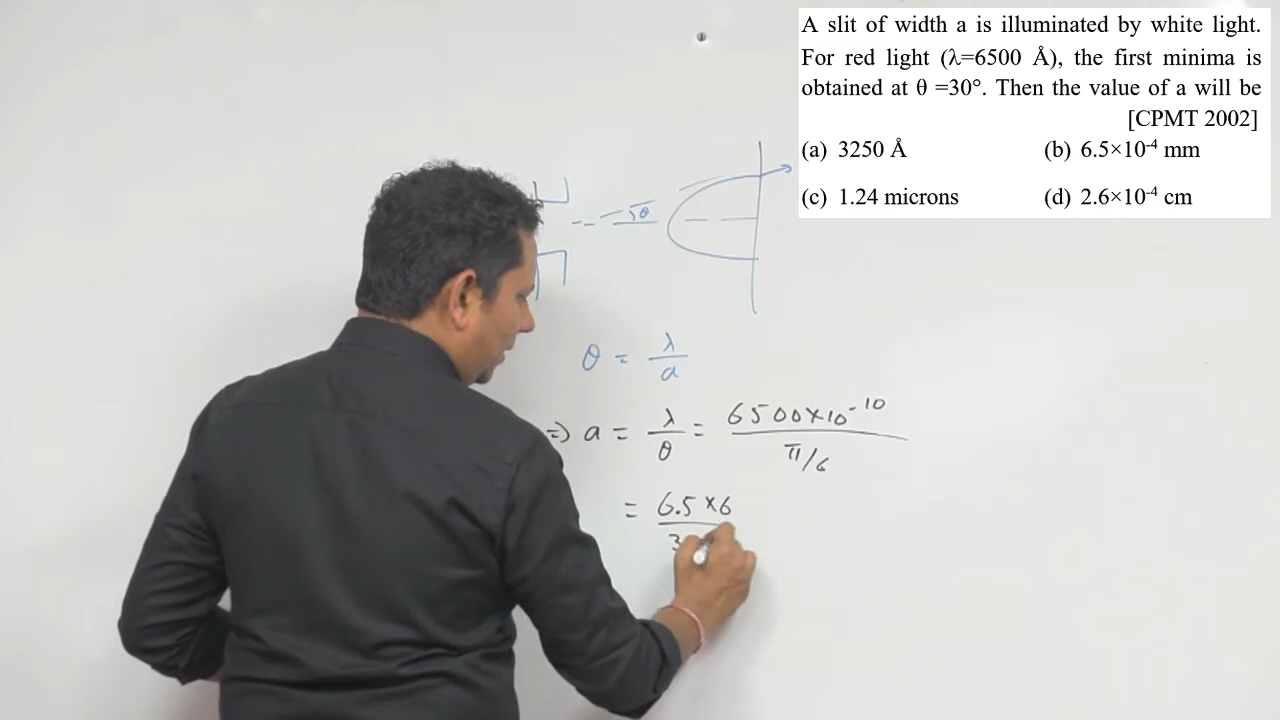 A slit of width a is illuminated by white light.
For red light (λ=6500 Å), the first minima is
obtained at θ =30°. Then the value of a will be
[CPMT 2002]
(a) 3250 Å (b) 6.5×10⁻⁴ mm
(c) 1.24 microns (d) 2.6×10⁻⁴ cm
θ
θ = λ/a
=> a = λ/θ = 6500×10⁻¹⁰ / π/6
= 6.5 × 6 / 3